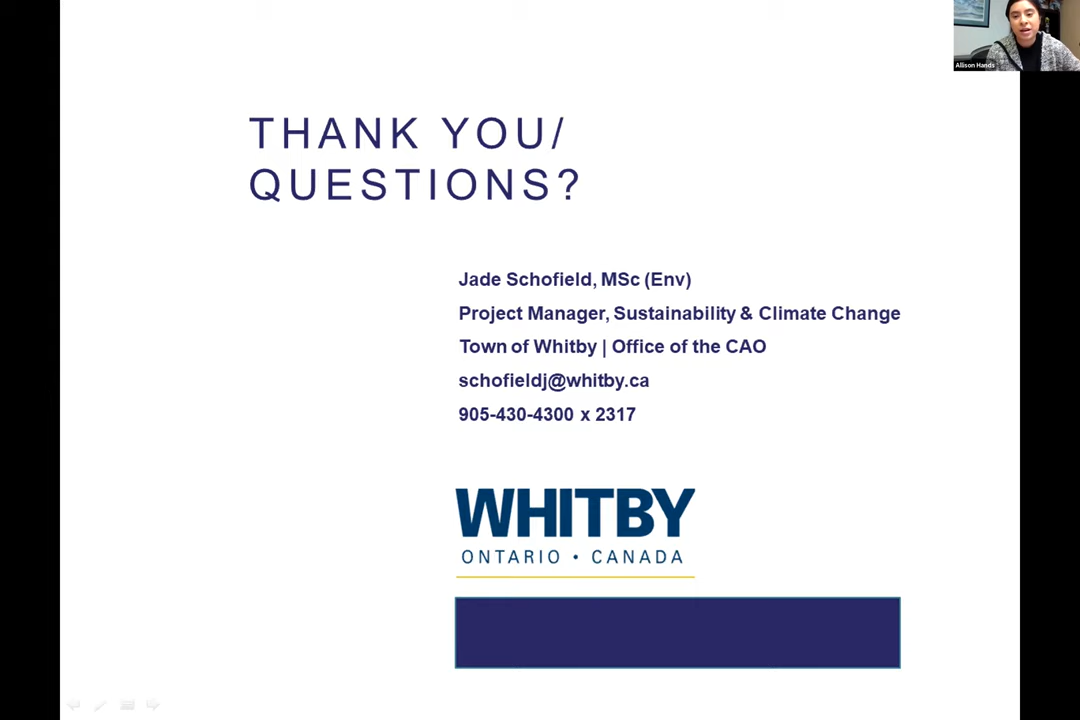 Allison Hands
THANK YOU/
QUESTIONS?
Jade Schofield, MSc (Env)
Project Manager, Sustainability & Climate Change
Town of Whitby | Office of the CAO
schofieldj@whitby.ca
905-430-4300 x 2317
WHITBY
ONTARIO • CANADA